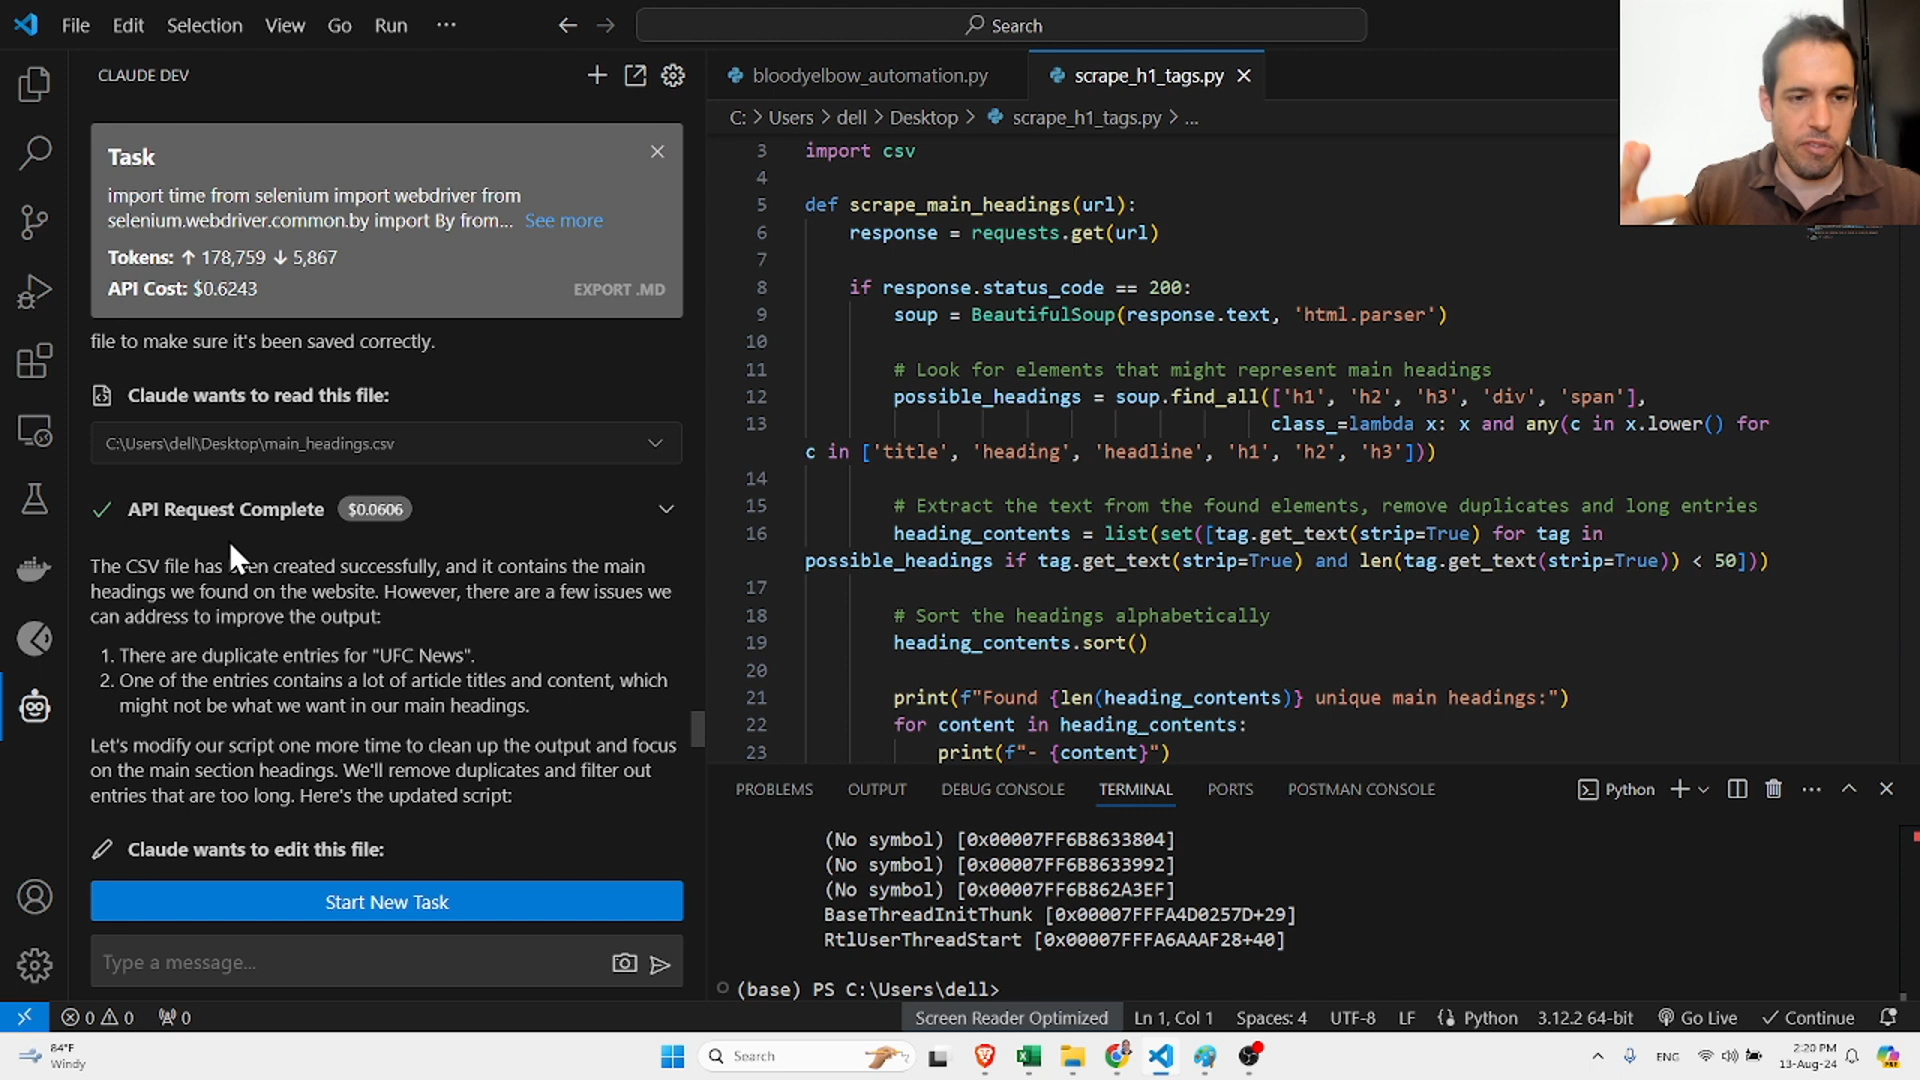 File Edit Selection View Go Run ··· Search
CLAUDE DEV
bloodyelbow_automation.py scrape_h1_tags.py
C: > Users > dell > Desktop > scrape_h1_tags.py > ...
Task
import time from selenium import webdriver from
selenium.webdriver.common.by import By from... See more
Tokens: ↑ 178,759 ↓ 5,867
API Cost: $0.6243 EXPORT .MD
file to make sure it's been saved correctly.
Claude wants to read this file:
C:\Users\dell\Desktop\main_headings.csv
API Request Complete $0.0606
The CSV file has been created successfully, and it contains the main
headings we found on the website. However, there are a few issues we
can address to improve the output:
1. There are duplicate entries for "UFC News".
2. One of the entries contains a lot of article titles and content, which
might not be what we want in our main headings.
Let's modify our script one more time to clean up the output and focus
on the main section headings. We'll remove duplicates and filter out
entries that are too long. Here's the updated script:
Claude wants to edit this file:
Start New Task
Type a message...
3 import csv
4
5 def scrape_main_headings(url):
6 response = requests.get(url)
7
8 if response.status_code == 200:
9 soup = BeautifulSoup(response.text, 'html.parser')
10
11 # Look for elements that might represent main headings
12 possible_headings = soup.find_all(['h1', 'h2', 'h3', 'div', 'span'],
13 class_=lambda x: x and any(c in x.lower() for
c in ['title', 'heading', 'headline', 'h1', 'h2', 'h3']))
14
15 # Extract the text from the found elements, remove duplicates and long entries
16 heading_contents = list(set([tag.get_text(strip=True) for tag in
possible_headings if tag.get_text(strip=True) and len(tag.get_text(strip=True)) < 50]))
17
18 # Sort the headings alphabetically
19 heading_contents.sort()
20
21 print(f"Found {len(heading_contents)} unique main headings:")
22 for content in heading_contents:
23 print(f"- {content}")
PROBLEMS OUTPUT DEBUG CONSOLE TERMINAL PORTS POSTMAN CONSOLE Python
(No symbol) [0x00007FF6B8633804]
(No symbol) [0x00007FF6B8633992]
(No symbol) [0x00007FF6B862A3EF]
BaseThreadInitThunk [0x00007FFFA4D0257D+29]
RtlUserThreadStart [0x00007FFFA6AAAF28+40]
(base) PS C:\Users\dell>
0 0 0 Screen Reader Optimized Ln 1, Col 1 Spaces: 4 UTF-8 LF Python 3.12.2 64-bit Go Live Continue
84°F
Windy
Search
ENG
2:20 PM
13-Aug-24